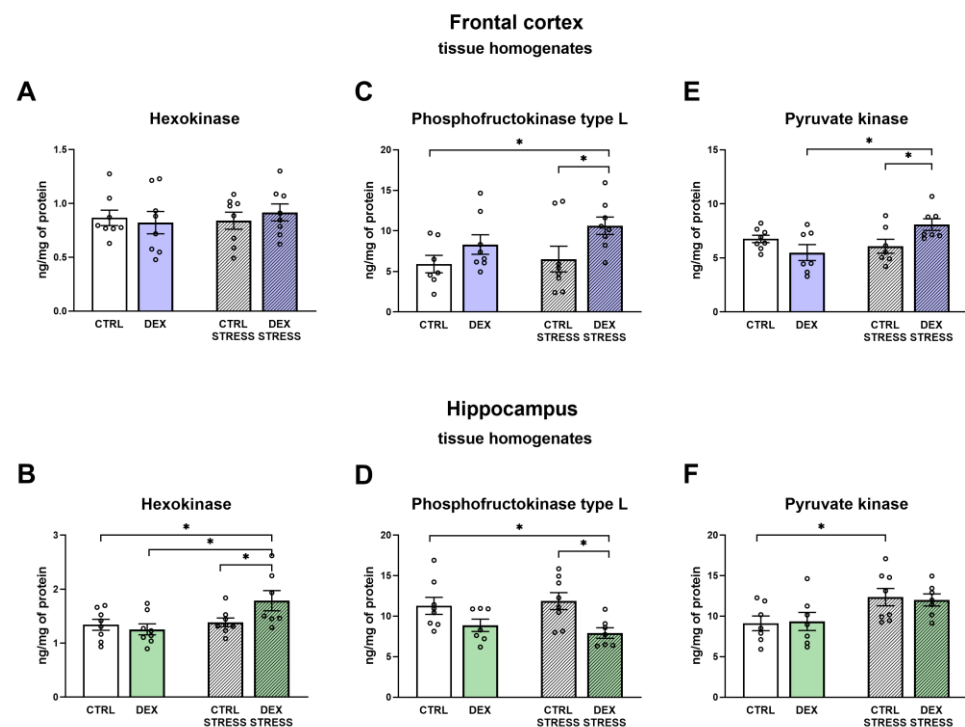 Frontal cortex
tissue homogenates
A
Hexokinase
ng/mg of protein
1.5
1.0
0.5
0.0
CTRL
DEX
CTRL
STRESS
DEX
STRESS
C
Phosphofructokinase type L
ng/mg of protein
20
15
10
5
0
*
*
CTRL
DEX
CTRL
STRESS
DEX
STRESS
E
Pyruvate kinase
ng/mg of protein
15
10
5
0
*
*
CTRL
DEX
CTRL
STRESS
DEX
STRESS
Hippocampus
tissue homogenates
B
Hexokinase
ng/mg of protein
3
2
1
0
*
*
*
CTRL
DEX
CTRL
STRESS
DEX
STRESS
D
Phosphofructokinase type L
ng/mg of protein
20
15
10
5
0
*
*
CTRL
DEX
CTRL
STRESS
DEX
STRESS
F
Pyruvate kinase
ng/mg of protein
20
15
10
5
0
*
CTRL
DEX
CTRL
STRESS
DEX
STRESS